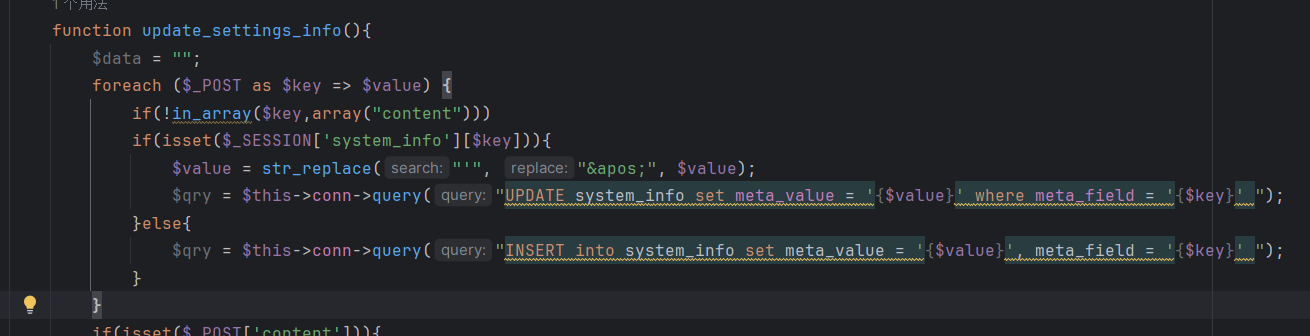 1个用法
function update_settings_info(){
$data = "";
foreach ($_POST as $key => $value) {
if(!in_array($key,array("content")))
if(isset($_SESSION['system_info'][$key])){
$value = str_replace( search: "'", replace: "&apos;", $value);
$qry = $this->conn->query( query: "UPDATE system_info set meta_value = '{$value}' where meta_field = '{$key}' ");
}else{
$qry = $this->conn->query( query: "INSERT into system_info set meta_value = '{$value}', meta_field = '{$key}' ");
}
}
if(isset($_POST['content'])){